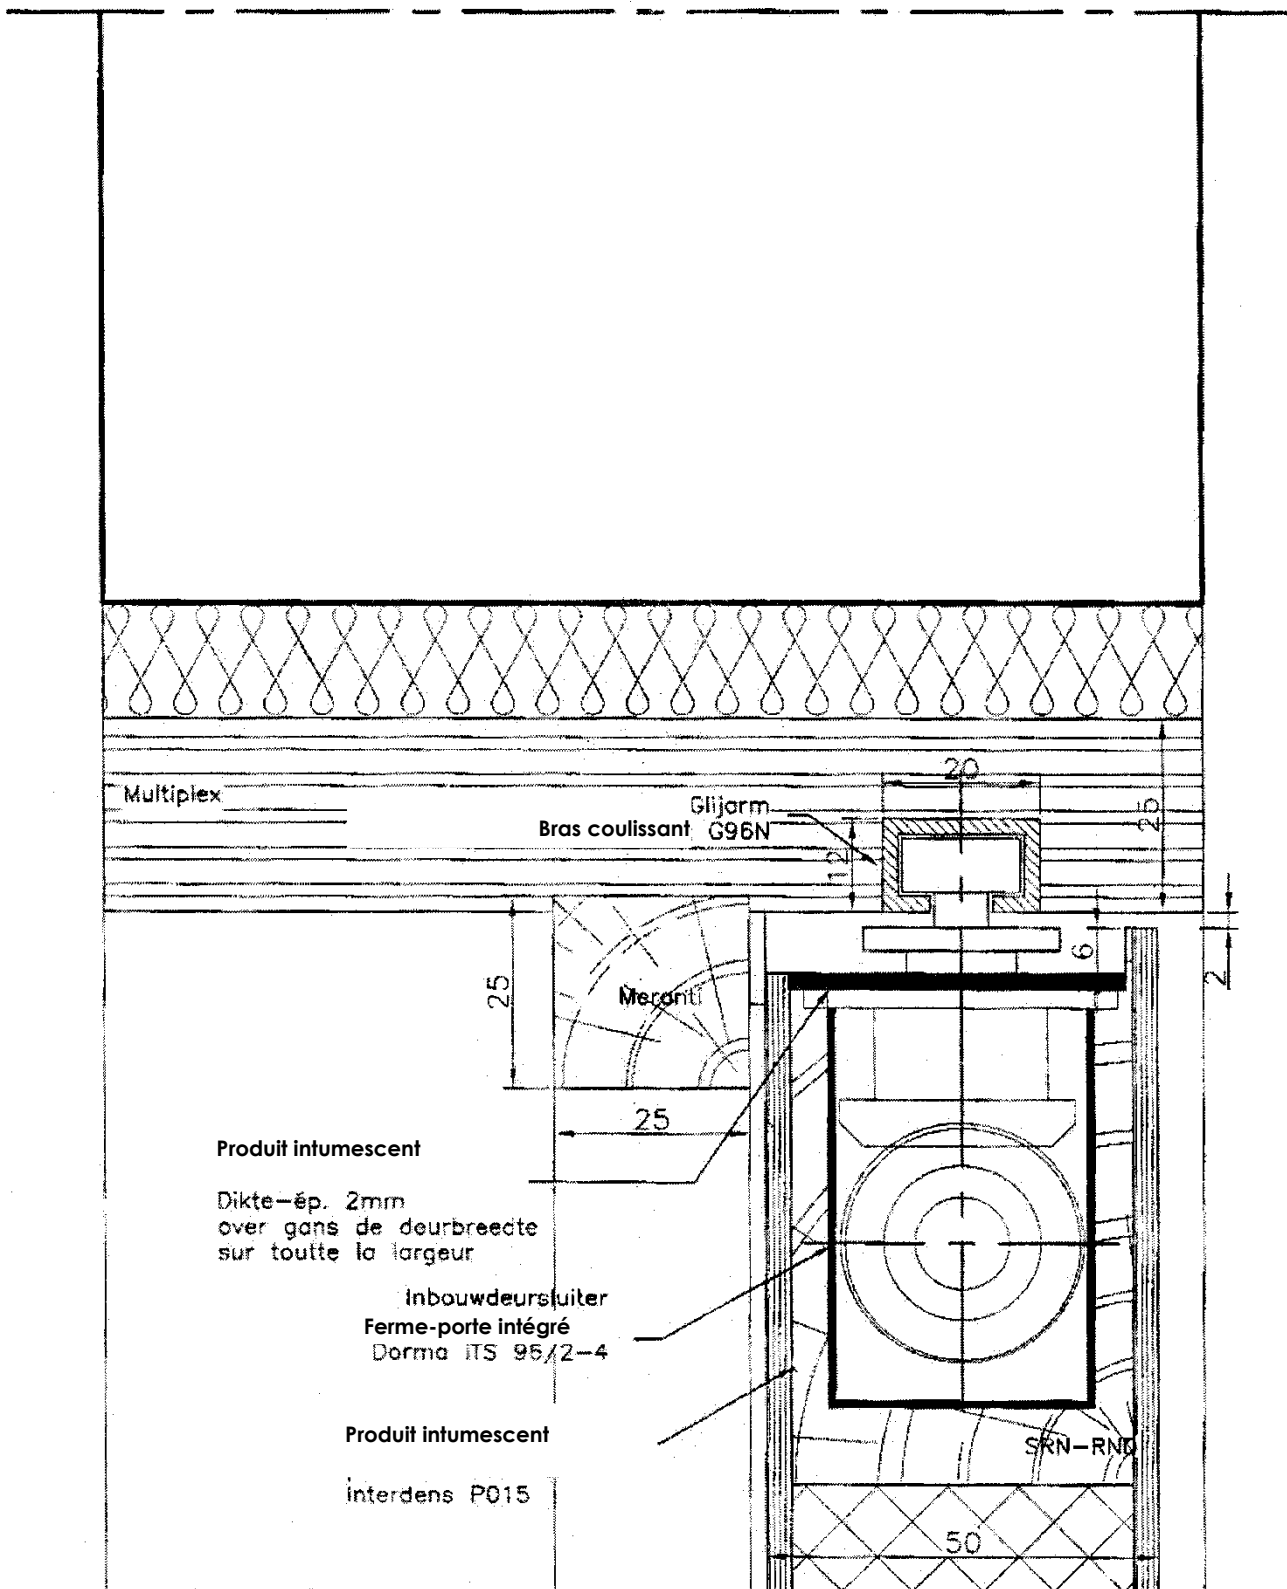 Multiplex
20
25
Glijarm
Bras coulissant G96N
12
6
2
25
Meranti
25
Produit intumescent
Dikte-ép. 2mm
over gans de deurbreedte
sur toutte la largeur
Inbouwdeursluiter
Ferme-porte intégré
Dorma ITS 96/2-4
Produit intumescent
interdens P015
SRN-RND
50